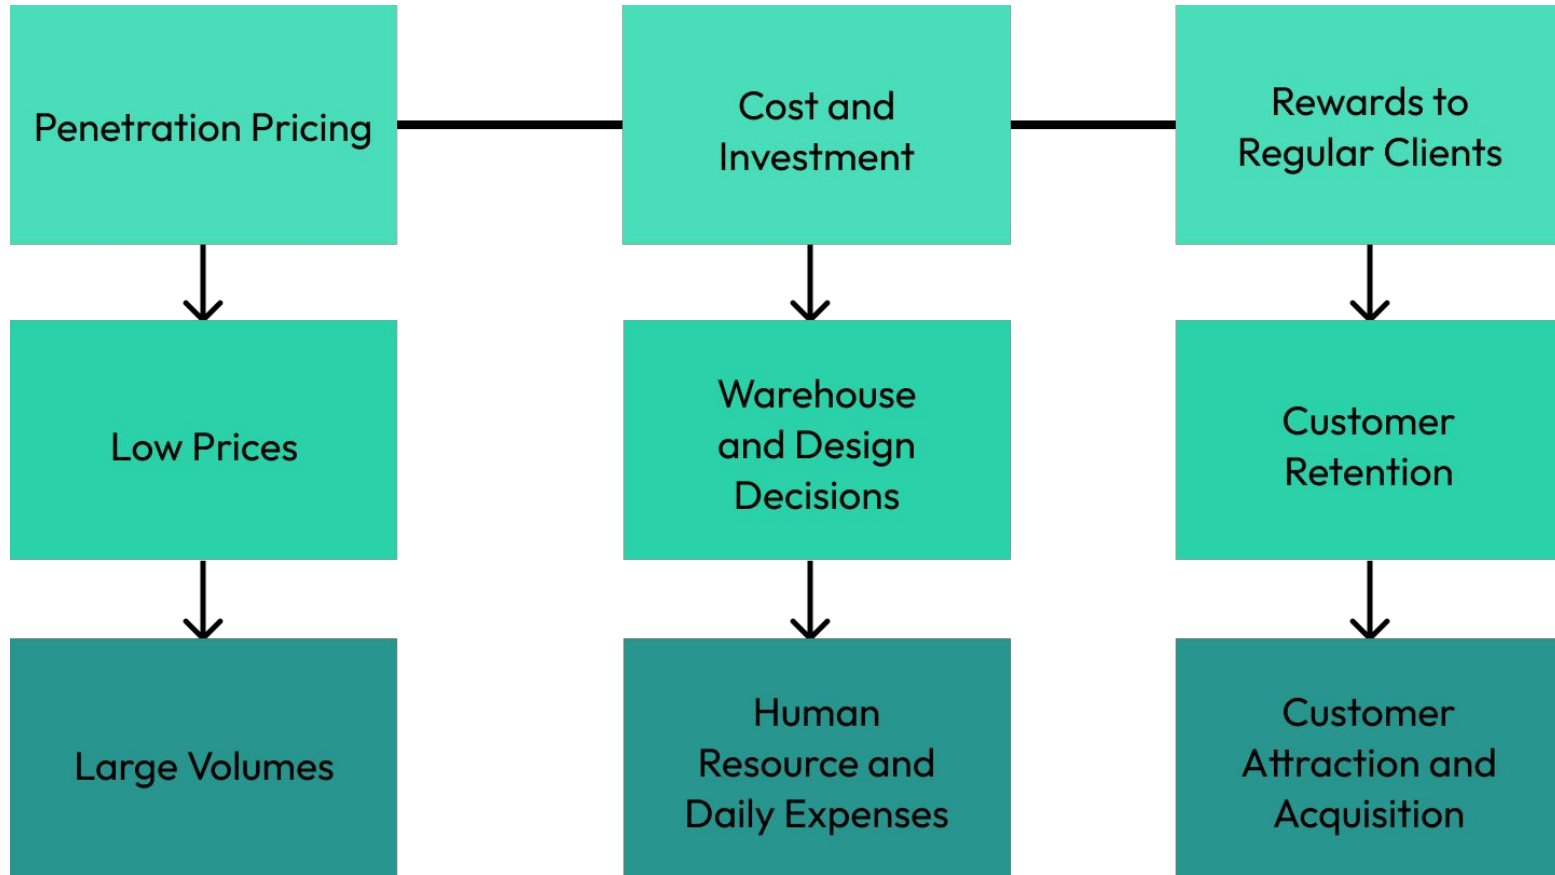 Penetration Pricing
Cost and
Investment
Rewards to
Regular Clients
Low Prices
Warehouse
and Design
Decisions
Customer
Retention
Large Volumes
Human
Resource and
Daily Expenses
Customer
Attraction and
Acquisition